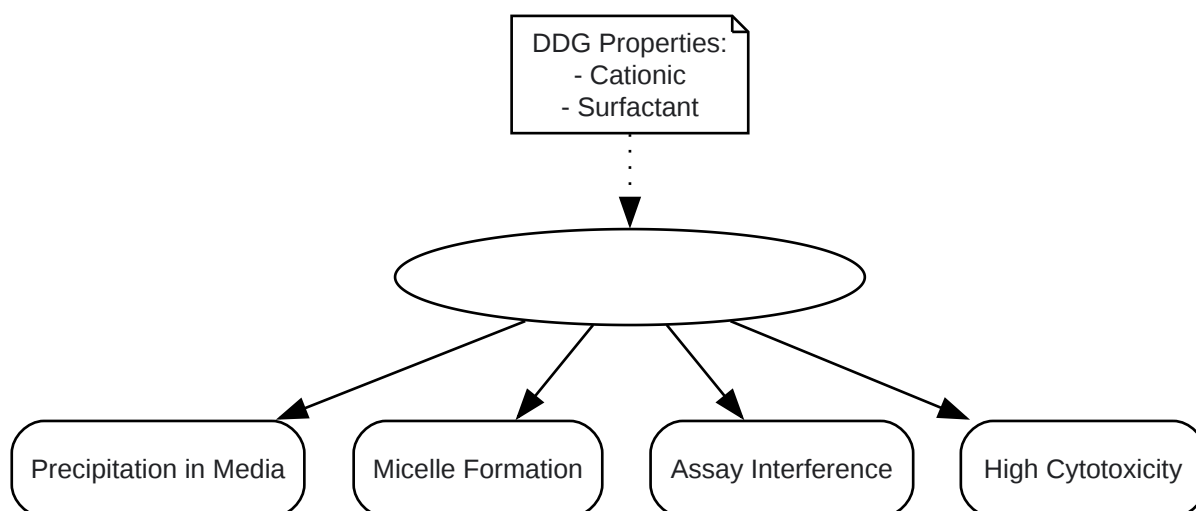 DDG Properties:
- Cationic
- Surfactant
Precipitation in Media
Micelle Formation
Assay Interference
High Cytotoxicity